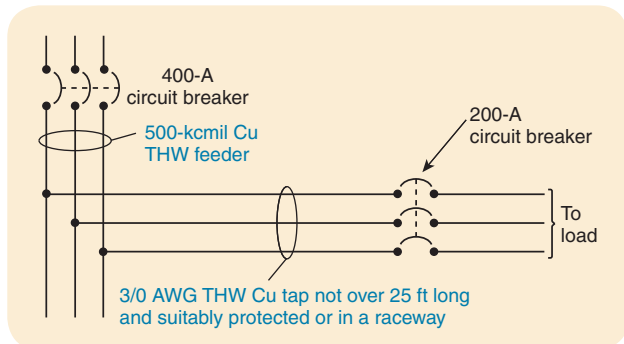 400-A
circuit breaker
500-kcmil Cu
THW feeder
200-A
circuit breaker
To
load
3/0 AWG THW Cu tap not over 25 ft long
and suitably protected or in a raceway